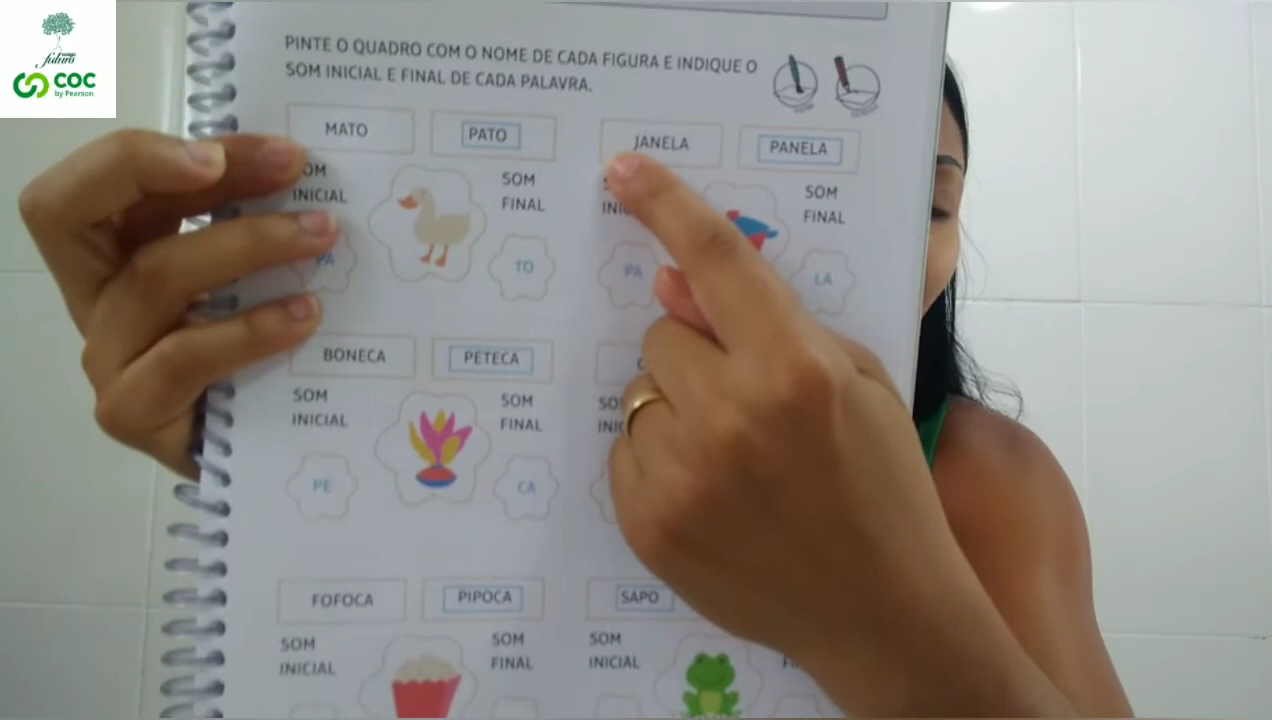 futuro
COC
by Pearson
PINTE O QUADRO COM O NOME DE CADA FIGURA E INDIQUE O
SOM INICIAL E FINAL DE CADA PALAVRA.
MATO
PATO
SOM
INICIAL
SOM
FINAL
PA
TO
JANELA
PANELA
SOM
FINAL
PA
LA
BONECA
PETECA
SOM
INICIAL
SOM
FINAL
PE
CA
FOFOCA
PIPOCA
SOM
INICIAL
SOM
FINAL
SAPO
SOM
INICIAL